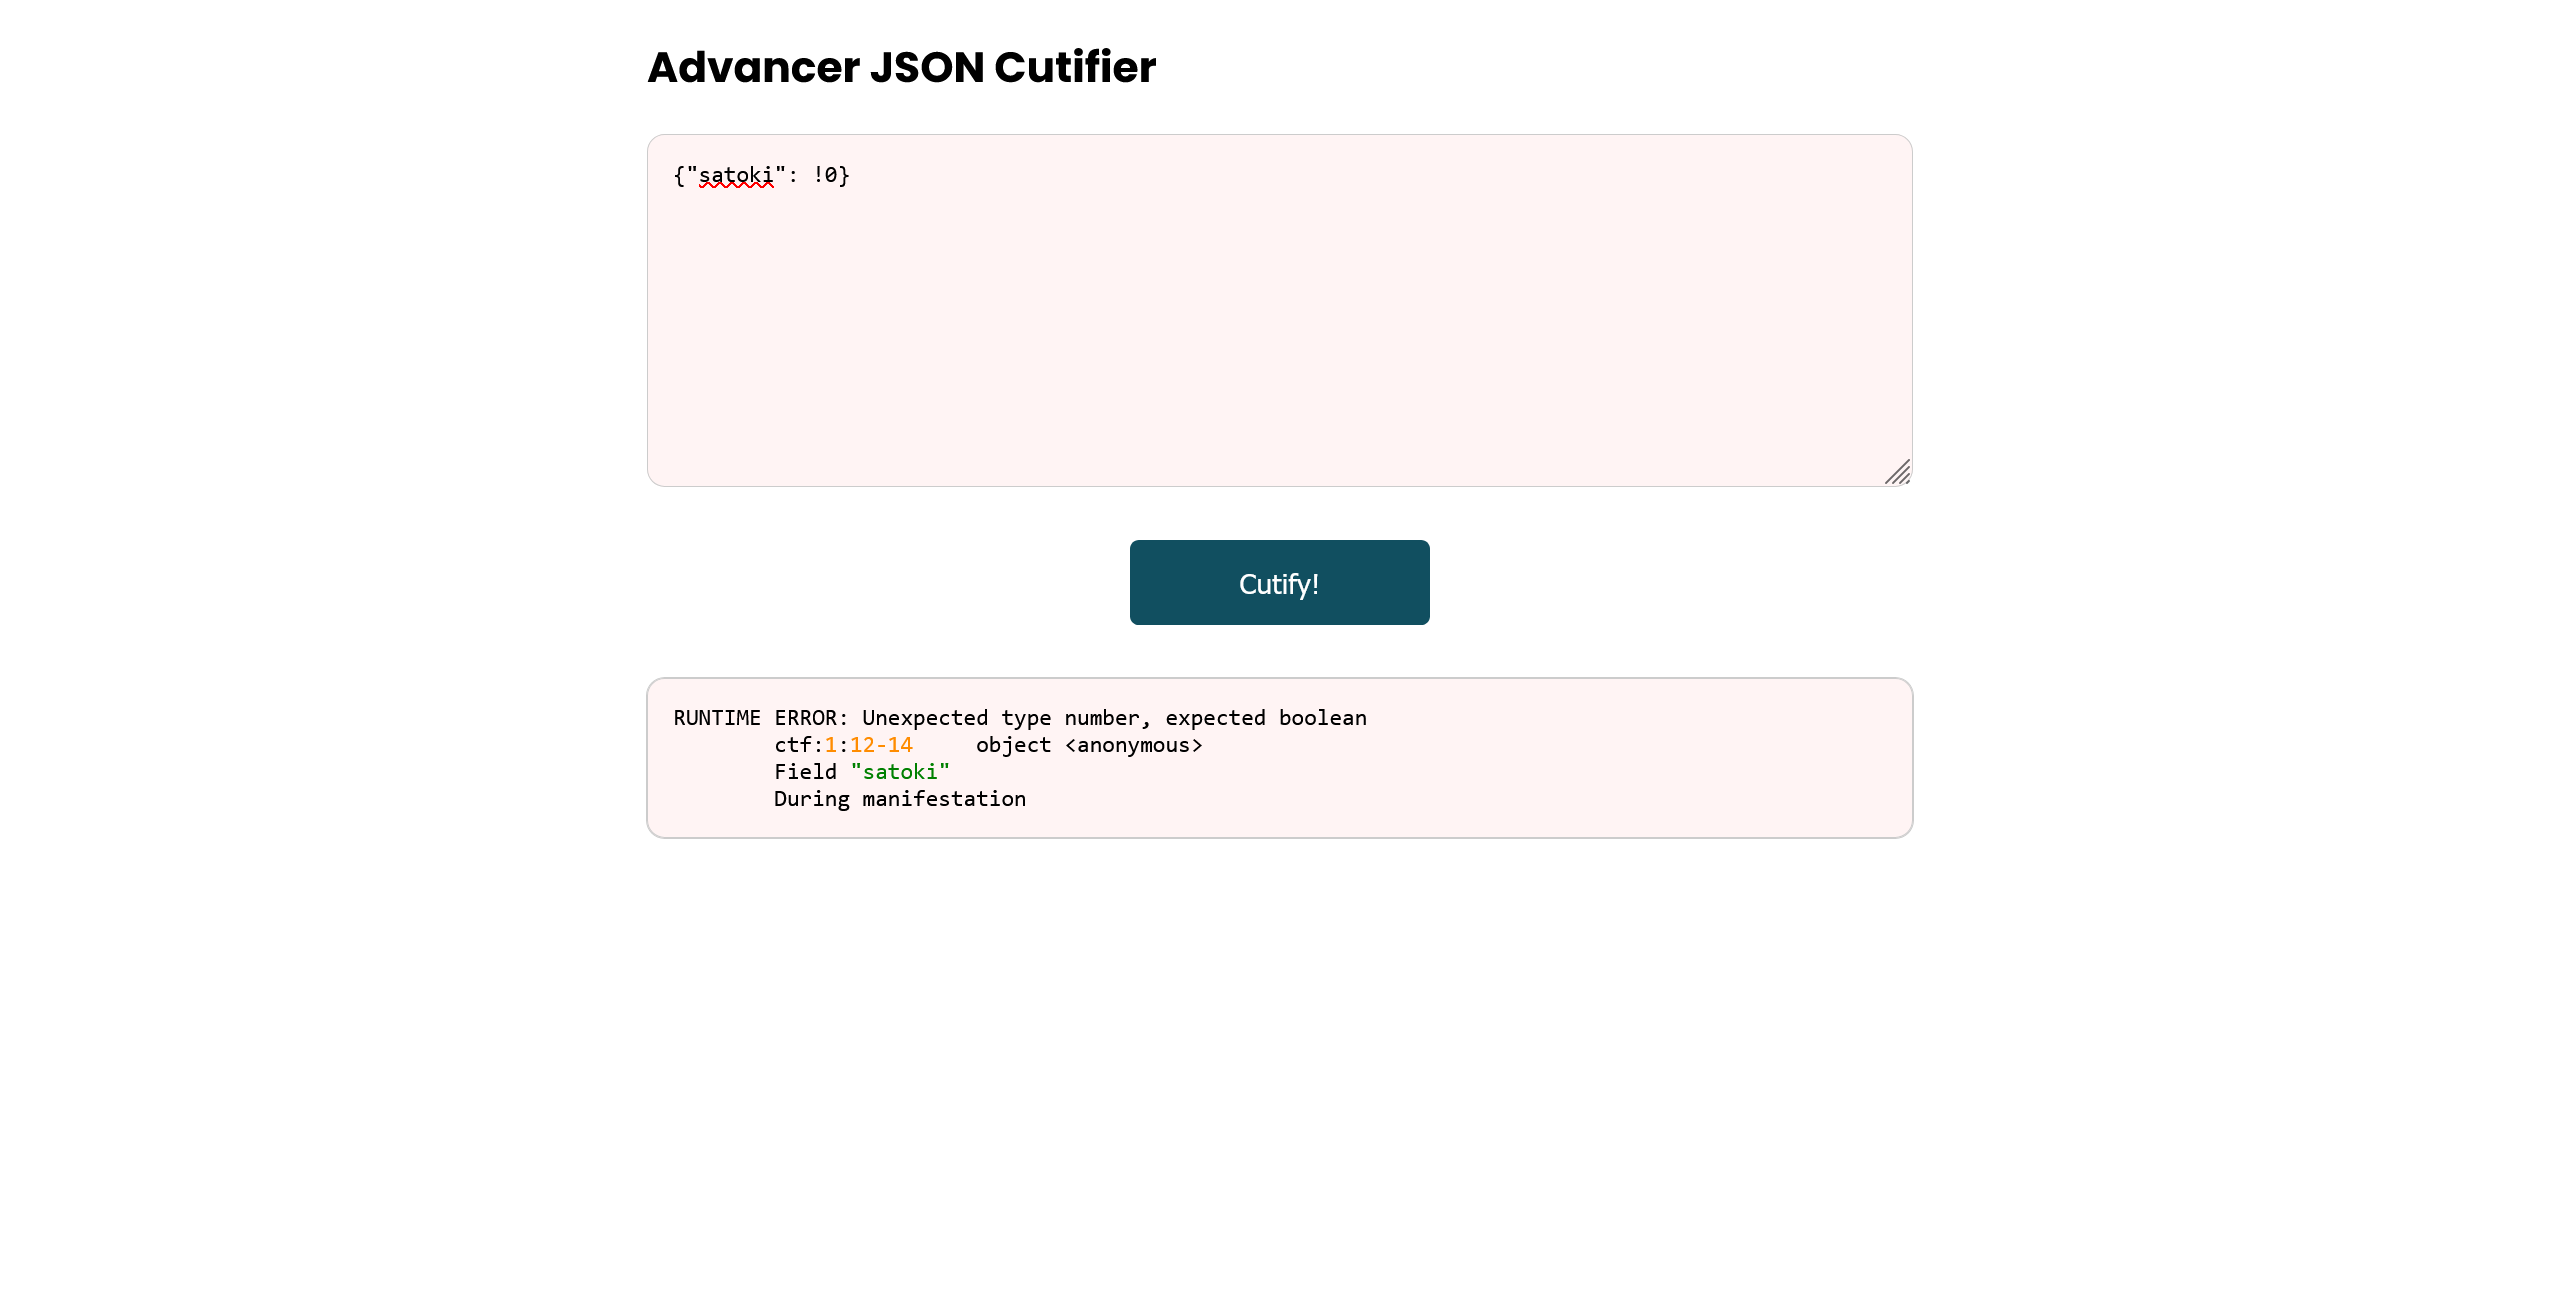 Advancer JSON Cutifier
{"satoki": !0}
Cutify!
RUNTIME ERROR: Unexpected type number, expected boolean
ctf:1:12-14     object <anonymous>
Field "satoki"
During manifestation